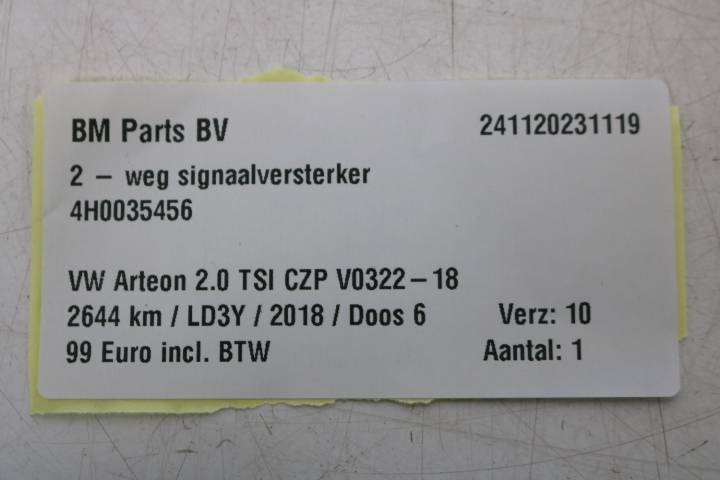 BM Parts BV 241120231119
2 – weg signaalversterker
4H0035456
VW Arteon 2.0 TSI CZP V0322–18
2644 km / LD3Y / 2018 / Doos 6 Verz: 10
99 Euro incl. BTW Aantal: 1